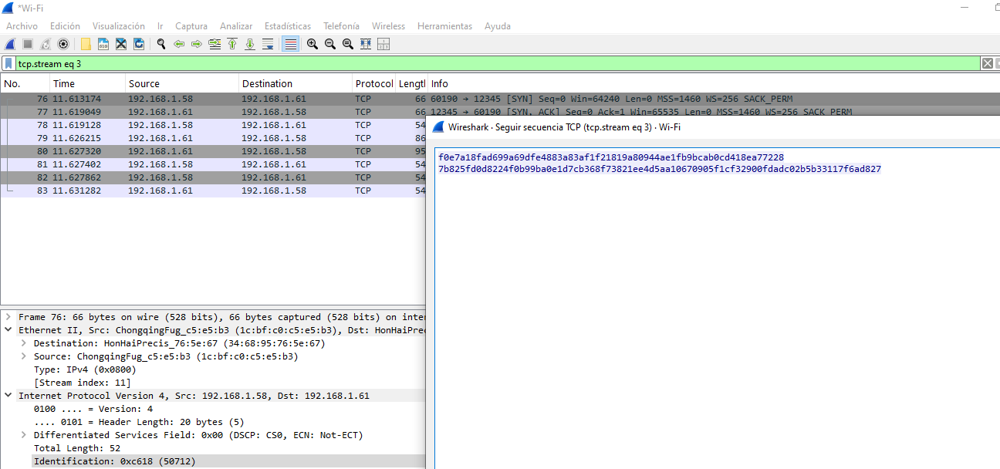 *Wi-Fi
Archivo Edición Visualización Ir Captura Analizar Estadísticas Telefonía Wireless Herramientas Ayuda
tcp.stream eq 3
No. Time Source Destination Protocol Lengtl Info
76 11.613174 192.168.1.58 192.168.1.61 TCP 66 60190 → 12345 [SYN] Seq=0 Win=64240 Len=0 MSS=1460 WS=256 SACK_PERM
77 11.619049 192.168.1.61 192.168.1.58 TCP 66 12345 → 60190 [SYN, ACK] Seq=0 Ack=1 Win=65535 Len=0 MSS=1460 WS=256 SACK_PERM
78 11.619128 192.168.1.58 192.168.1.61 TCP 54
79 11.626215 192.168.1.61 192.168.1.58 TCP 86
80 11.627320 192.168.1.58 192.168.1.61 TCP 95
81 11.627402 192.168.1.61 192.168.1.58 TCP 54
82 11.627862 192.168.1.61 192.168.1.58 TCP 54
83 11.631282 192.168.1.61 192.168.1.58 TCP 54
Wireshark · Seguir secuencia TCP (tcp.stream eq 3) · Wi-Fi
f0e7a18fad699a69dfe4883a83af1f21819a80944ae1fb9bcab0cd418ea77228
7b825fd0d8224f0b99ba0e1d7cb368f73821ee4d5aa10670905f1cf32900fdadc02b5b33117f6ad827
Frame 76: 66 bytes on wire (528 bits), 66 bytes captured (528 bits) on inter
Ethernet II, Src: ChongqingFug_c5:e5:b3 (1c:bf:c0:c5:e5:b3), Dst: HonHaiPrec
Destination: HonHaiPrecis_76:5e:67 (34:68:95:76:5e:67)
Source: ChongqingFug_c5:e5:b3 (1c:bf:c0:c5:e5:b3)
Type: IPv4 (0x0800)
[Stream index: 11]
Internet Protocol Version 4, Src: 192.168.1.58, Dst: 192.168.1.61
0100 .... = Version: 4
.... 0101 = Header Length: 20 bytes (5)
Differentiated Services Field: 0x00 (DSCP: CS0, ECN: Not-ECT)
Total Length: 52
Identification: 0xc618 (50712)